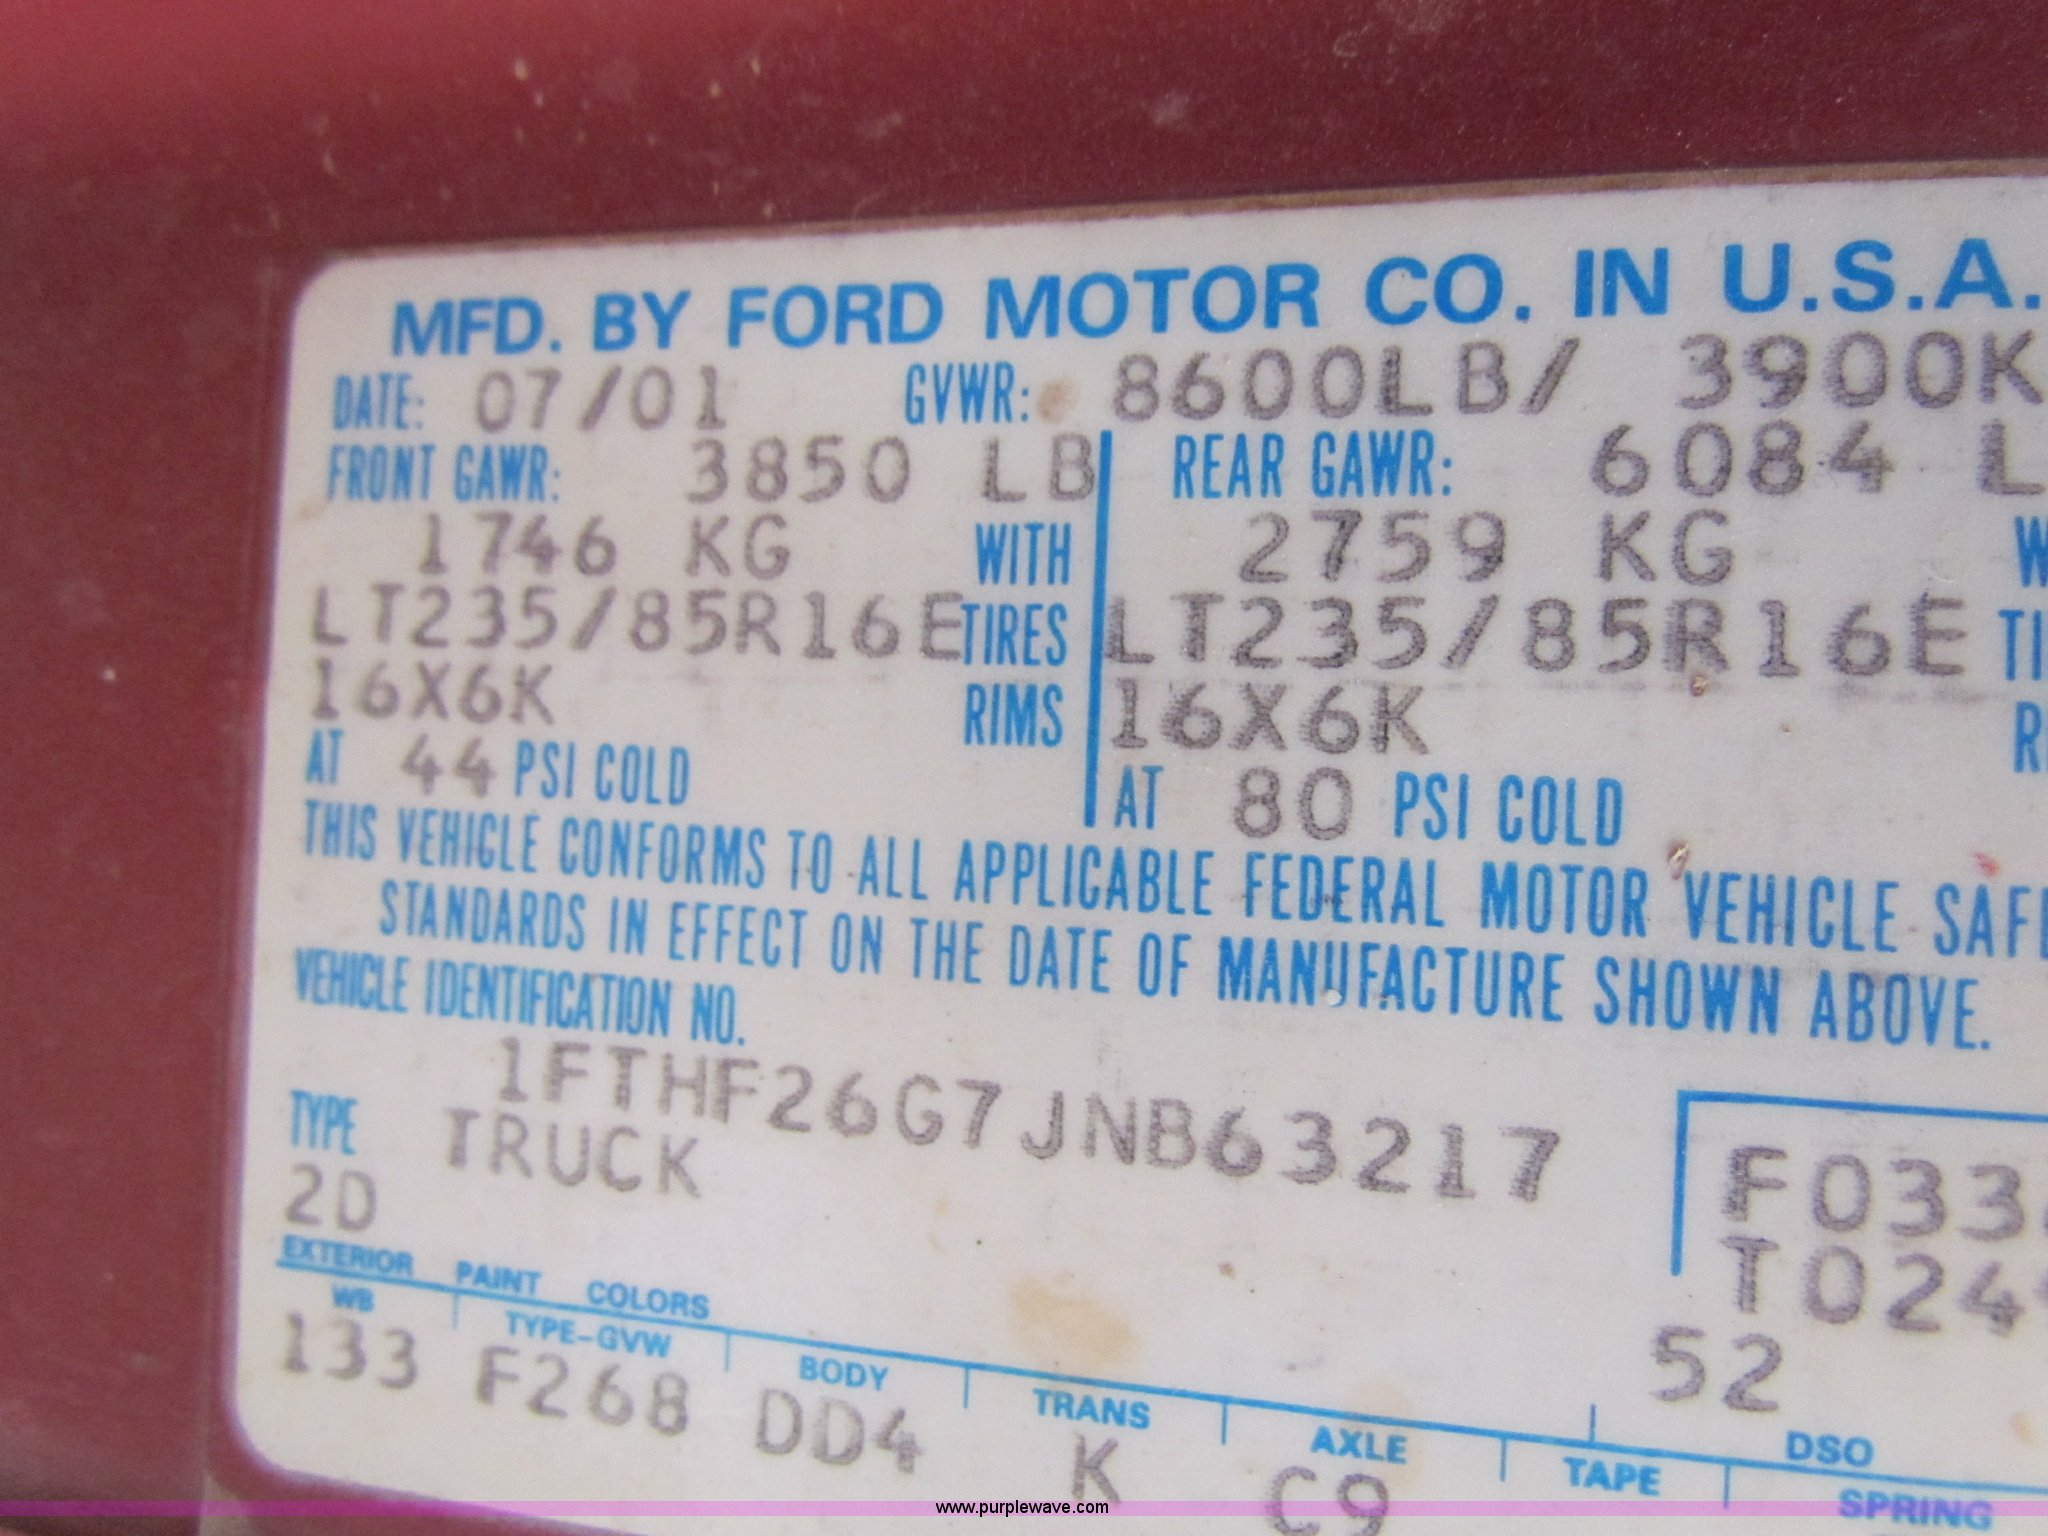 MFD. BY FORD MOTOR CO. IN U.S.A.
DATE: 07/01 GVWR: 8600LB/ 3900K
FRONT GAWR: 3850 LB REAR GAWR: 6084 L
1746 KG WITH 2759 KG W
LT235/85R16E TIRES LT235/85R16E TI
16X6K RIMS 16X6K R
AT 44 PSI COLD AT 80 PSI COLD
THIS VEHICLE CONFORMS TO ALL APPLICABLE FEDERAL MOTOR VEHICLE SAFE
STANDARDS IN EFFECT ON THE DATE OF MANUFACTURE SHOWN ABOVE.
VEHICLE IDENTIFICATION NO.
1FTHF26G7JNB63217
TYPE TRUCK
F033
2D
T024
EXTERIOR PAINT COLORS
52
WB TYPE-GVW BODY TRANS AXLE TAPE DSO SPRING
133 F268 DD4 K C9
www.purplewave.com